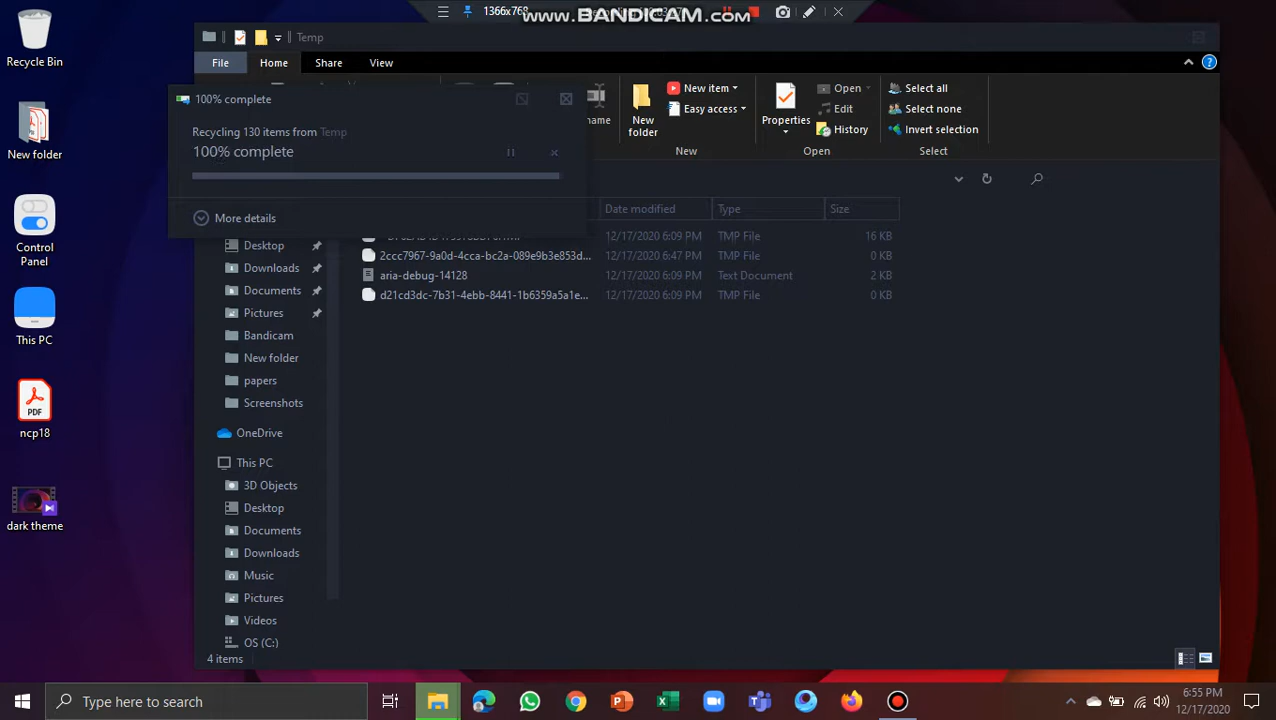 1366x768
www.BANDICAM.com
Recycle Bin
New folder
Control
Panel
This PC
PDF
ncp18
dark theme
Temp
File
Home
Share
View
New
folder
New item
Easy access
New
Properties
Open
Edit
History
Open
Select all
Select none
Invert selection
Select
100% complete
Recycling 130 items from Temp
100% complete
More details
Date modified
Type
Size
12/17/2020 6:09 PM
TMP File
16 KB
2ccc7967-9a0d-4cca-bc2a-089e9b3e853d...
12/17/2020 6:47 PM
TMP File
0 KB
aria-debug-14128
12/17/2020 6:09 PM
Text Document
2 KB
d21cd3dc-7b31-4ebb-8441-1b6359a5a1e...
12/17/2020 6:09 PM
TMP File
0 KB
Desktop
Downloads
Documents
Pictures
Bandicam
New folder
papers
Screenshots
OneDrive
This PC
3D Objects
Desktop
Documents
Downloads
Music
Pictures
Videos
OS (C:)
4 items
Type here to search
6:55 PM
12/17/2020